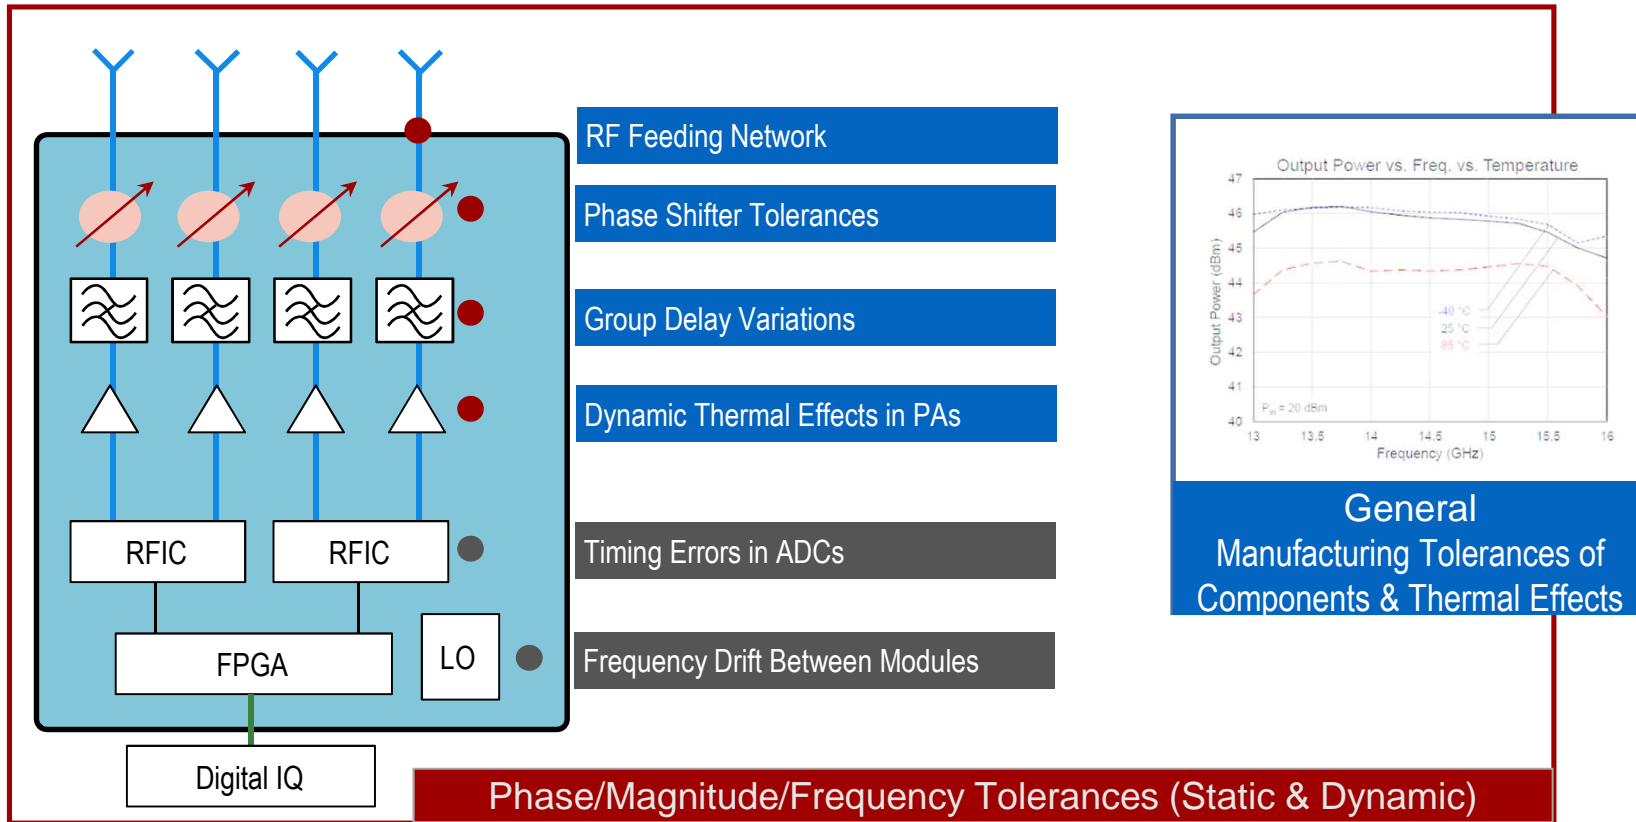 RF Feeding Network
Phase Shifter Tolerances
Group Delay Variations
Dynamic Thermal Effects in PAs
RFIC
RFIC
Timing Errors in ADCs
FPGA
LO
Frequency Drift Between Modules
Digital IQ
Output Power vs. Freq. vs. Temperature
Output Power (dBm)
47
46
45
44
43
42
41
40
-40 °C
25 °C
85 °C
Pin = 20 dBm
13
13.5
14
14.5
15
15.5
16
Frequency (GHz)
General
Manufacturing Tolerances of
Components & Thermal Effects
Phase/Magnitude/Frequency Tolerances (Static & Dynamic)